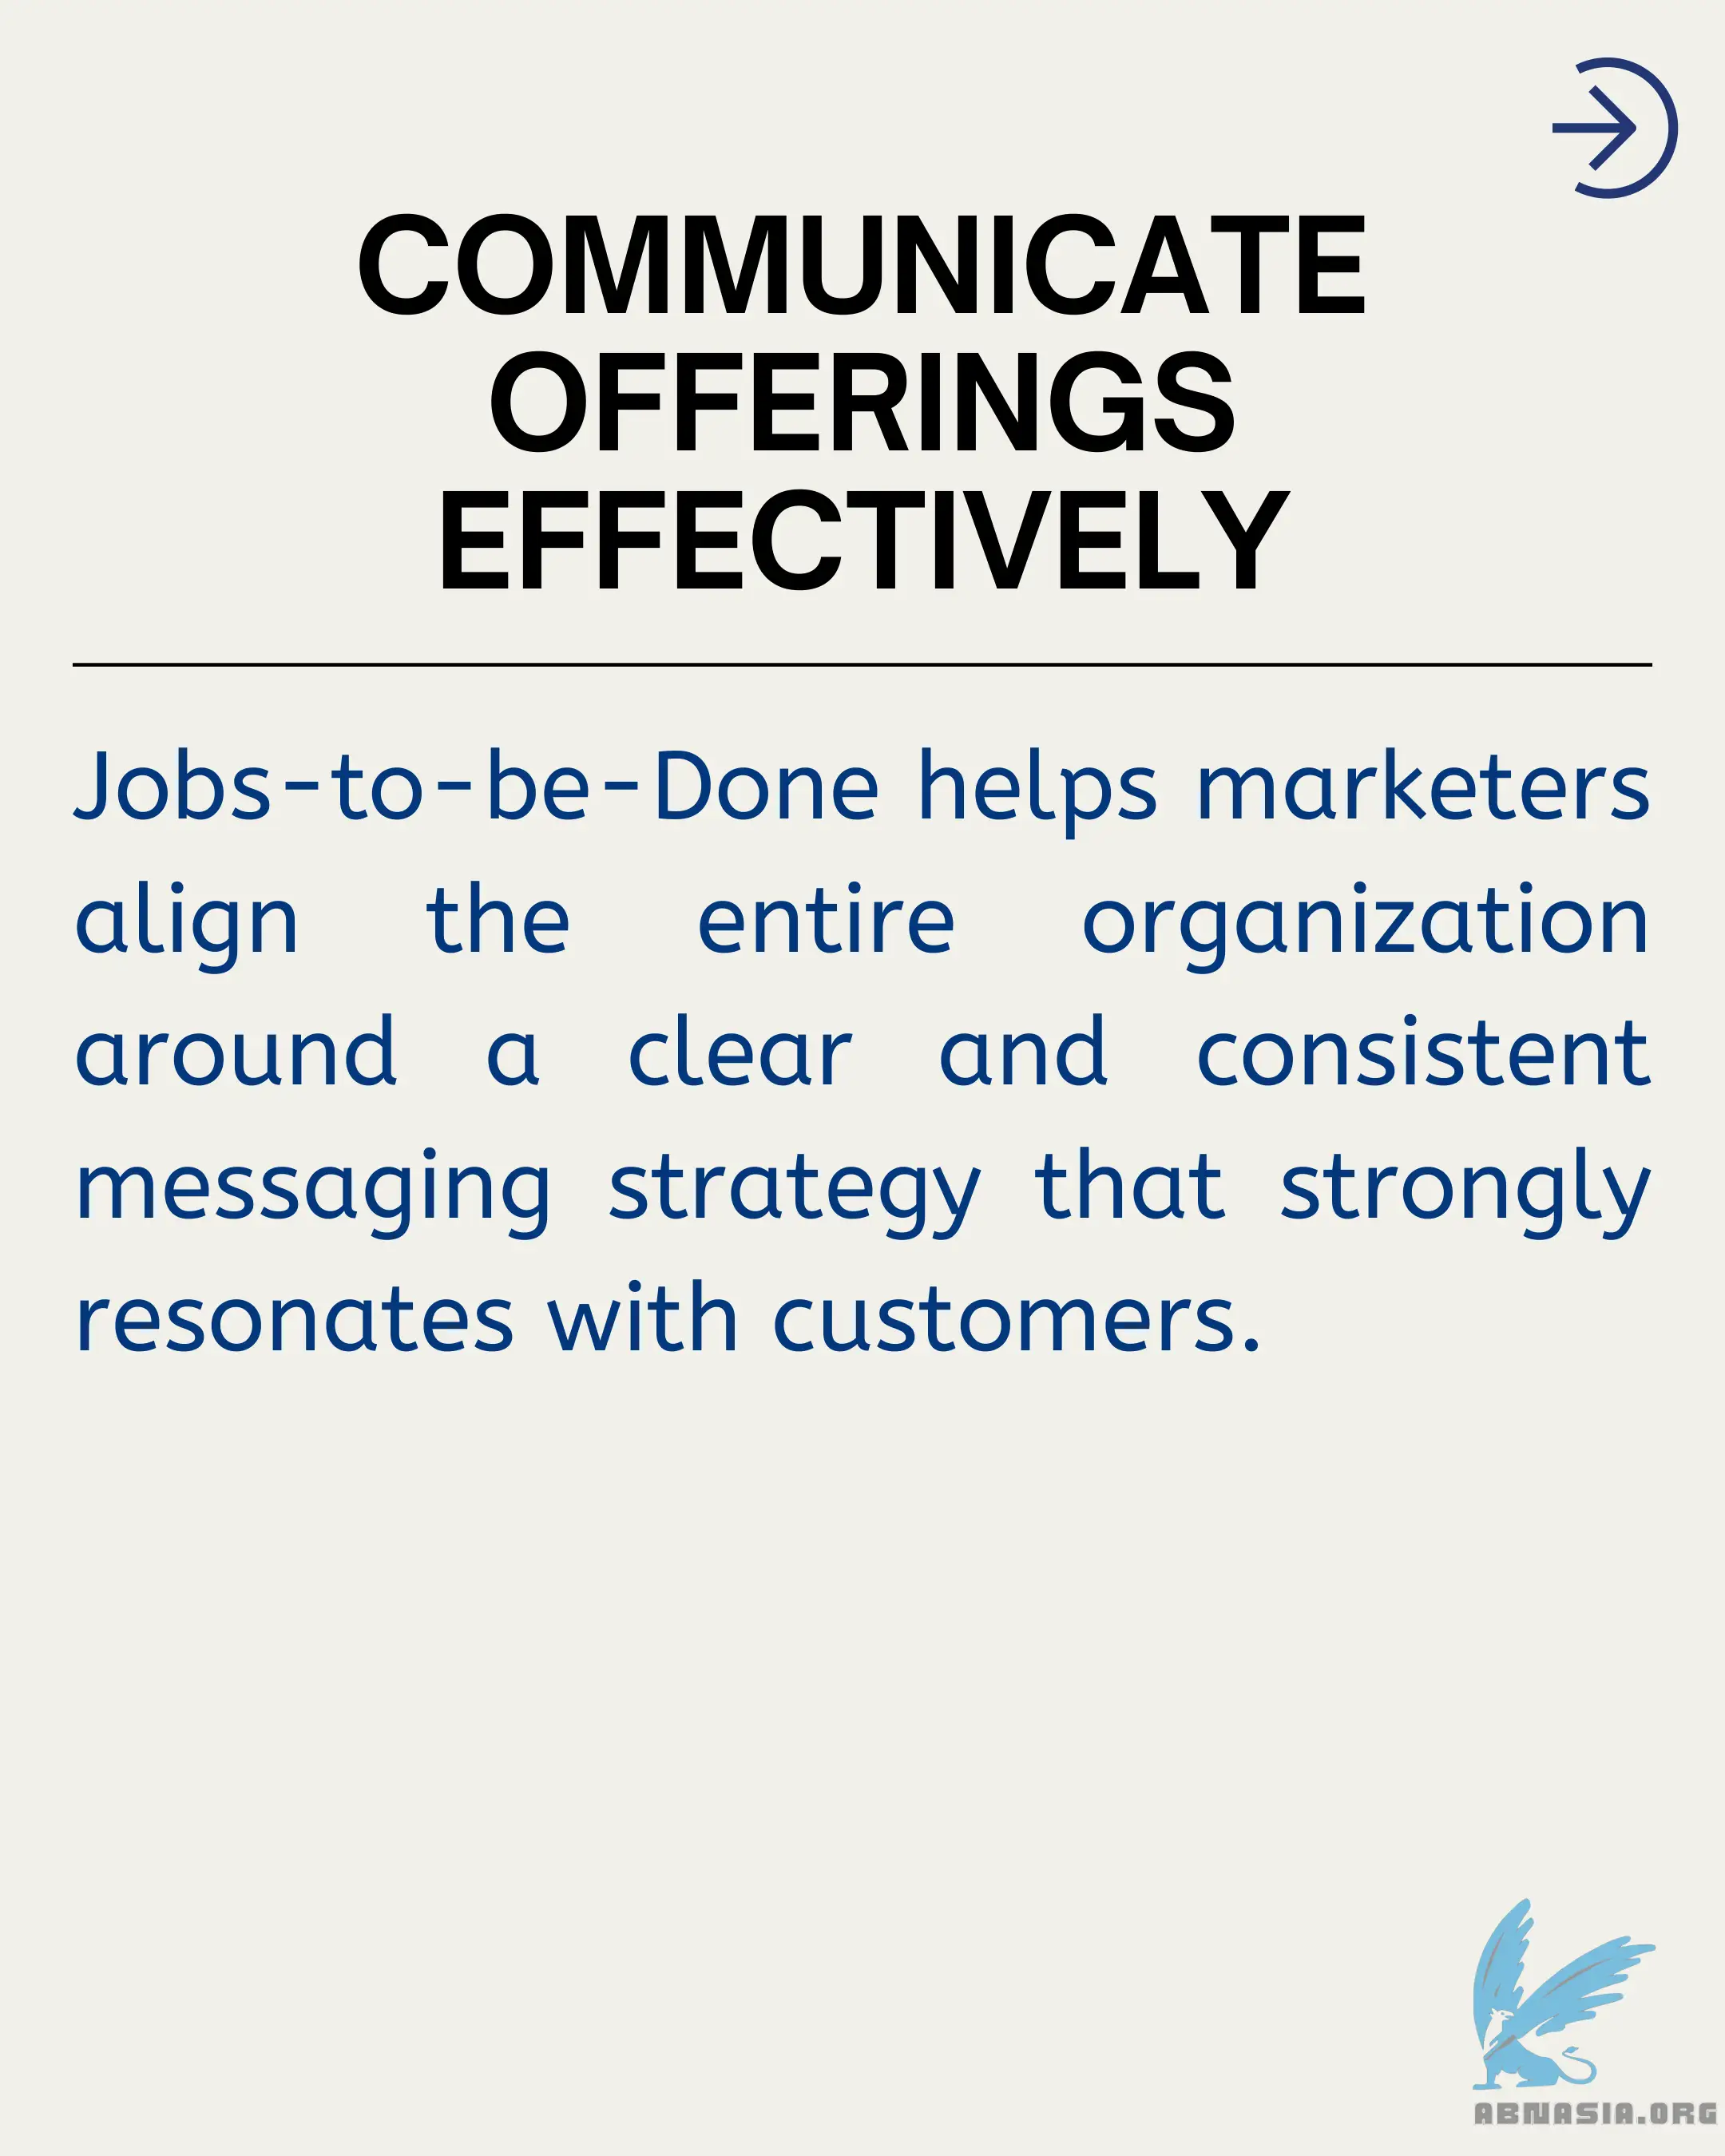 COMMUNICATE
OFFERINGS
EFFECTIVELY
Jobs-to-be-Done helps marketers
align the entire organization
around a clear and consistent
messaging strategy that strongly
resonates with customers.
ABNASIA.ORG